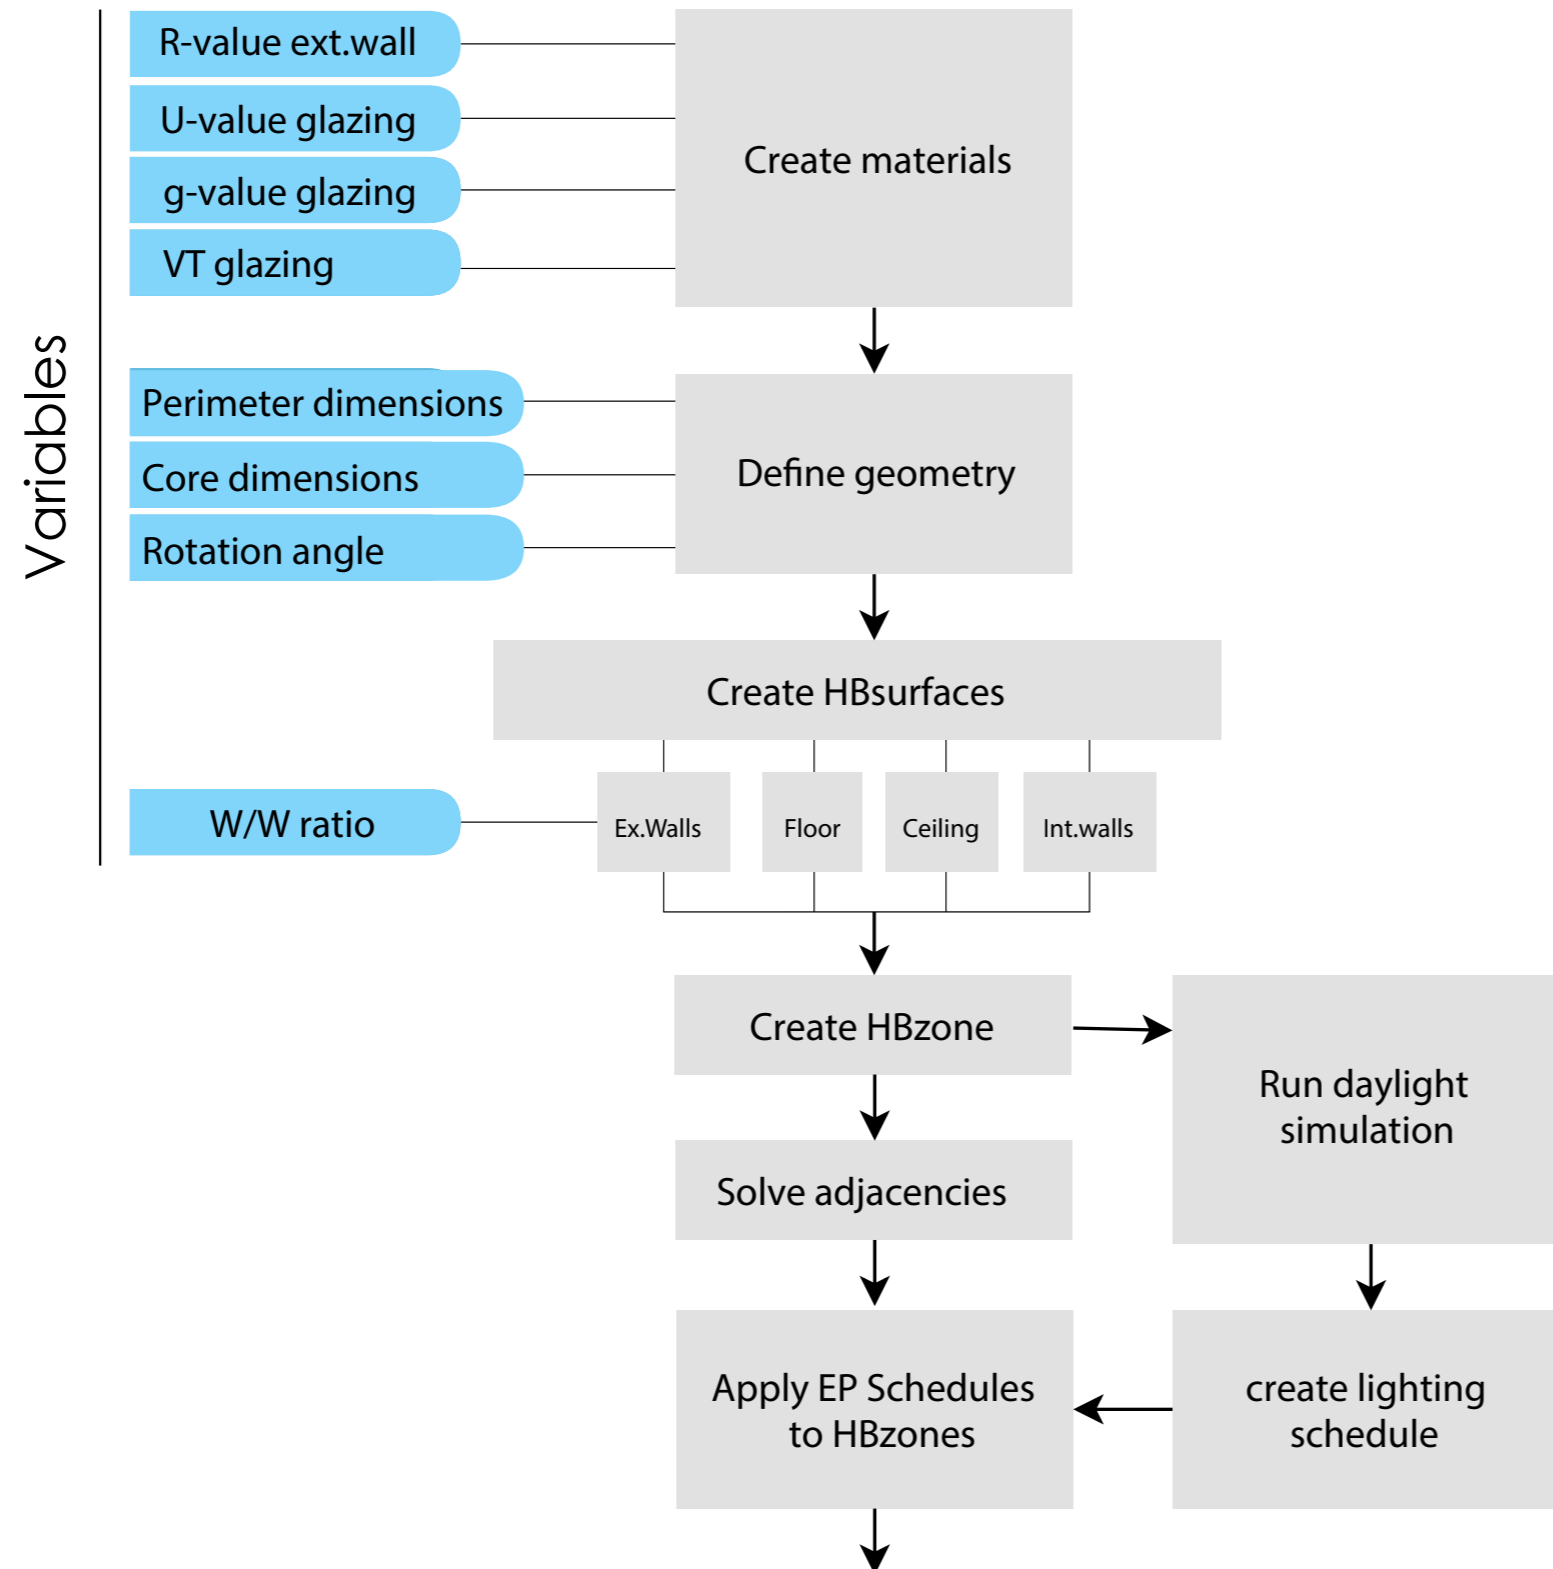 Variables
R-value ext.wall
U-value glazing
g-value glazing
VT glazing
Create materials
Perimeter dimensions
Core dimensions
Rotation angle
Define geometry
Create HBsurfaces
W/W ratio
Ex.Walls
Floor
Ceiling
Int.walls
Create HBzone
Run daylight
simulation
Solve adjacencies
Apply EP Schedules
to HBzones
create lighting
schedule